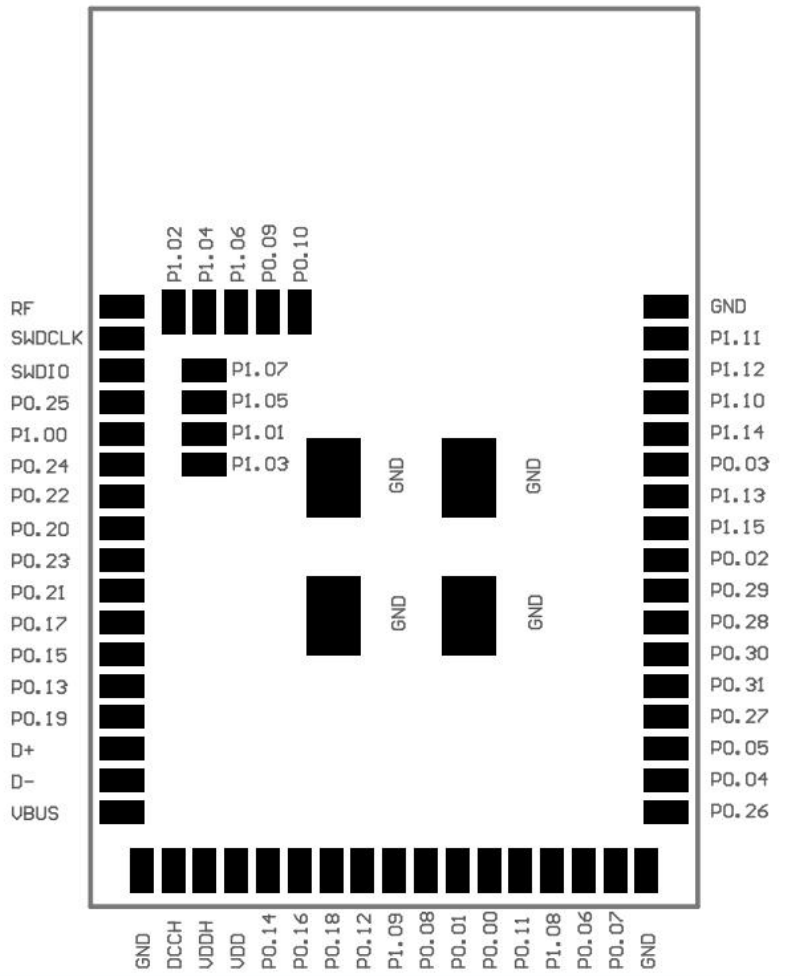 P1.02
P1.04
P1.06
P0.09
P0.10
RF
SWDCLK
SWDIO
P0.25
P1.00
P0.24
P0.22
P0.20
P0.23
P0.21
P0.17
P0.15
P0.13
P0.19
D+
D-
VBUS
P1.07
P1.05
P1.01
P1.03
GND
GND
GND
GND
GND
P1.11
P1.12
P1.10
P1.14
P0.03
P1.13
P1.15
P0.02
P0.29
P0.28
P0.30
P0.31
P0.27
P0.05
P0.04
P0.26
GND
DCCH
VDDH
VDD
P0.14
P0.16
P0.18
P0.12
P1.09
P0.08
P0.01
P0.00
P0.11
P1.08
P0.06
P0.07
GND